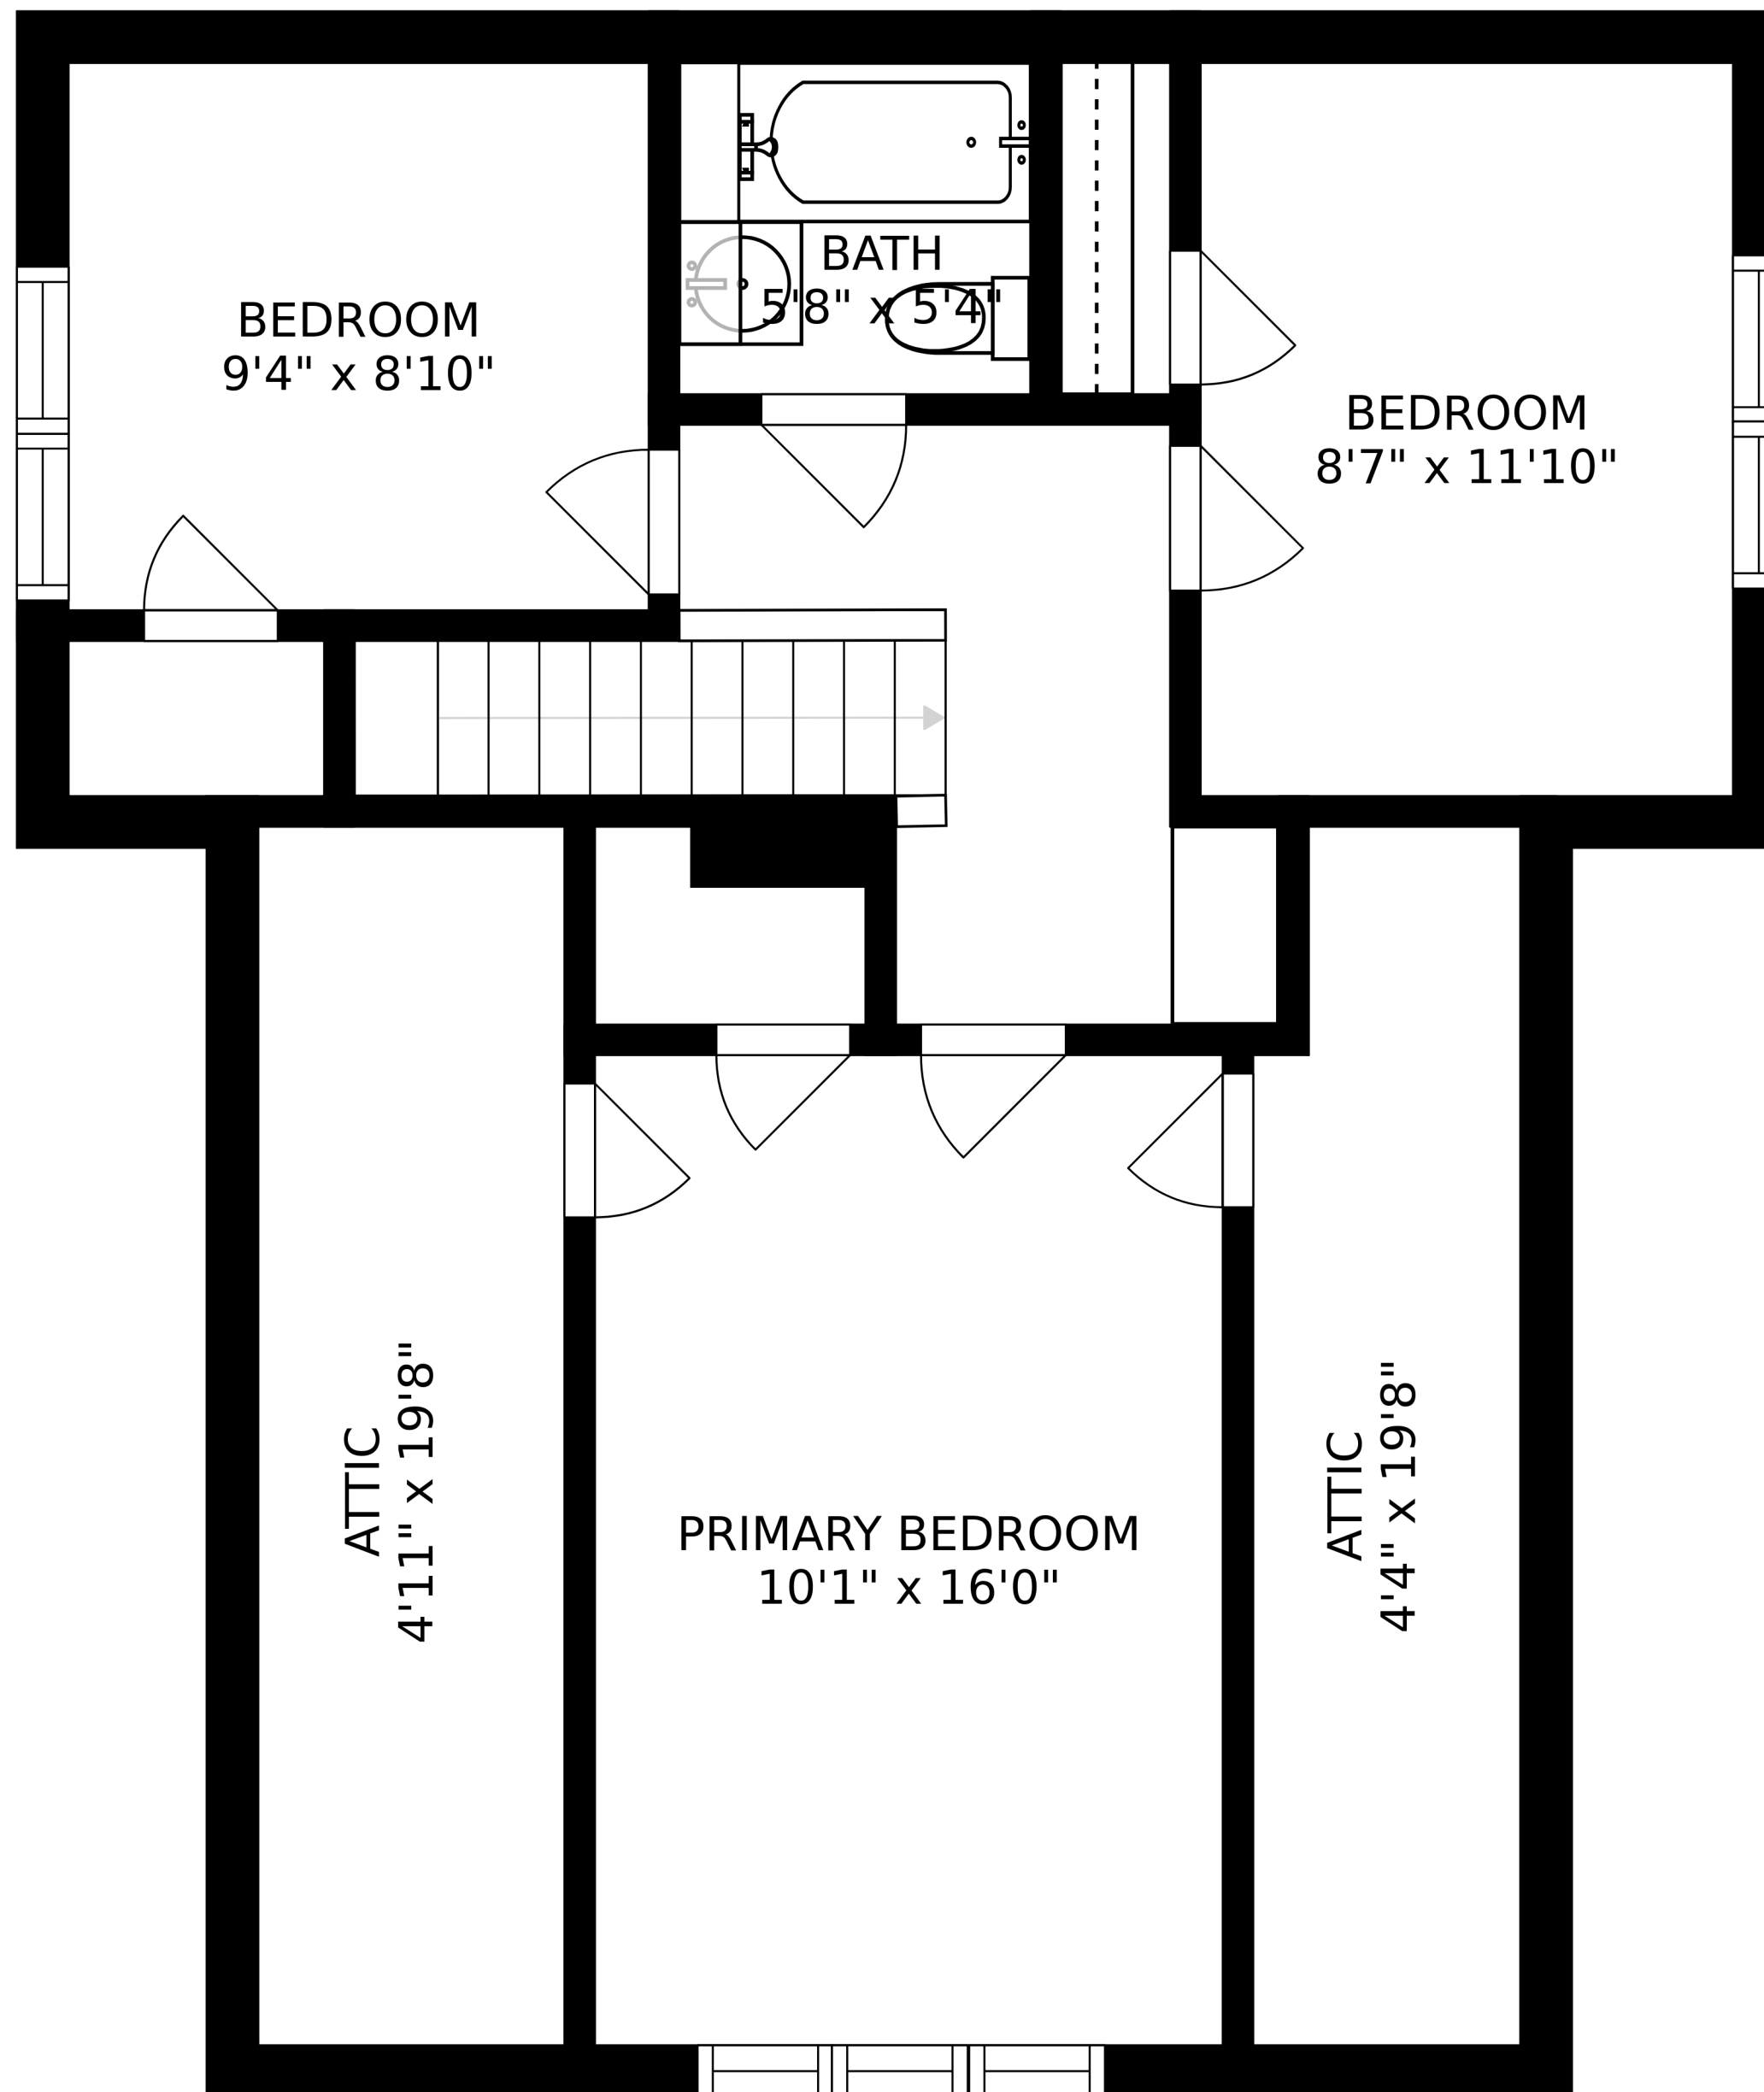 BATH
5'8" x 5'4"
BEDROOM
9'4" x 8'10"
BEDROOM
8'7" x 11'10"
ATTIC
4'11" x 19'8"
PRIMARY BEDROOM
10'1" x 16'0"
ATTIC
4'4" x 19'8"